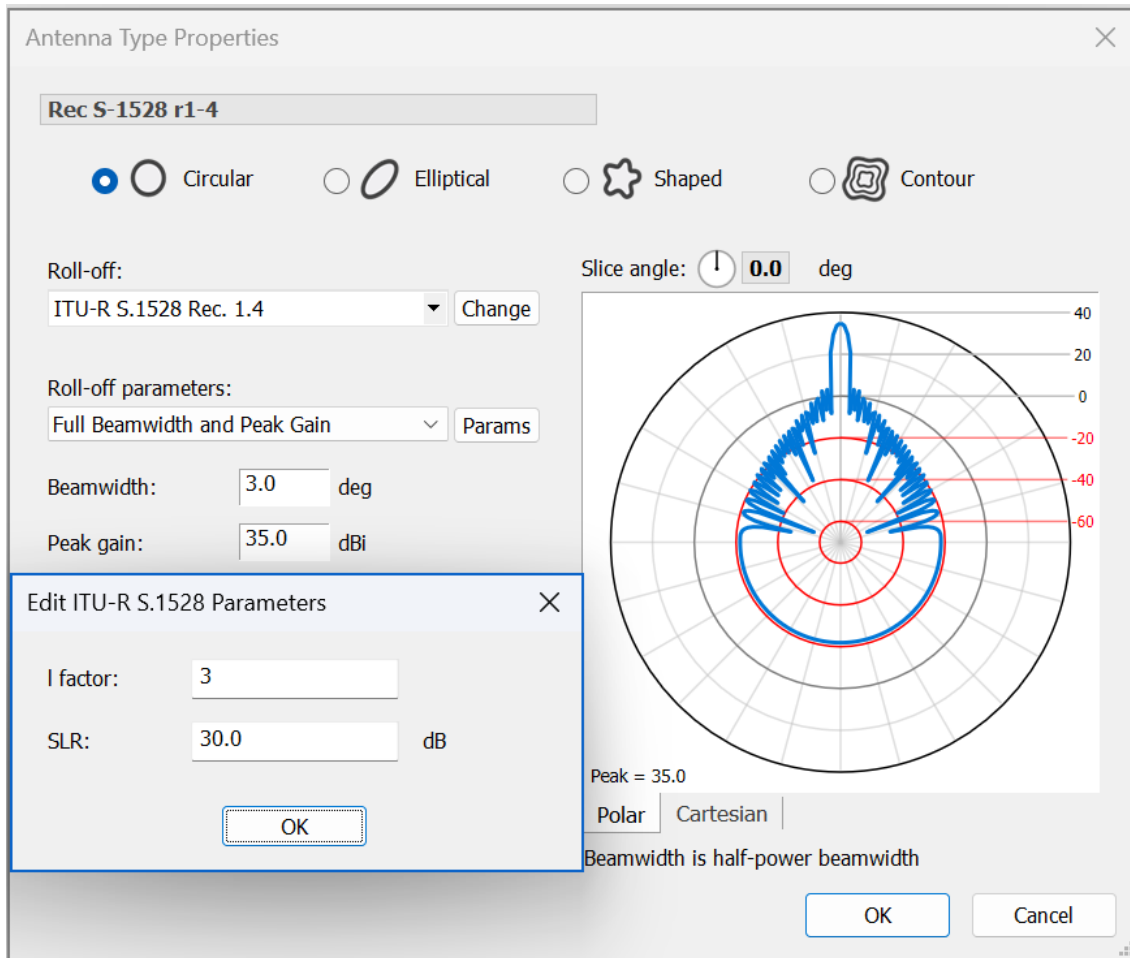 Antenna Type Properties
Rec S-1528 r1-4
Circular Elliptical Shaped Contour
Roll-off:
ITU-R S.1528 Rec. 1.4 Change
Roll-off parameters:
Full Beamwidth and Peak Gain Params
Beamwidth: 3.0 deg
Peak gain: 35.0 dBi
Slice angle: 0.0 deg
40
20
0
-20
-40
-60
Peak = 35.0
Polar Cartesian
Beamwidth is half-power beamwidth
OK Cancel
Edit ITU-R S.1528 Parameters
l factor: 3
SLR: 30.0 dB
OK